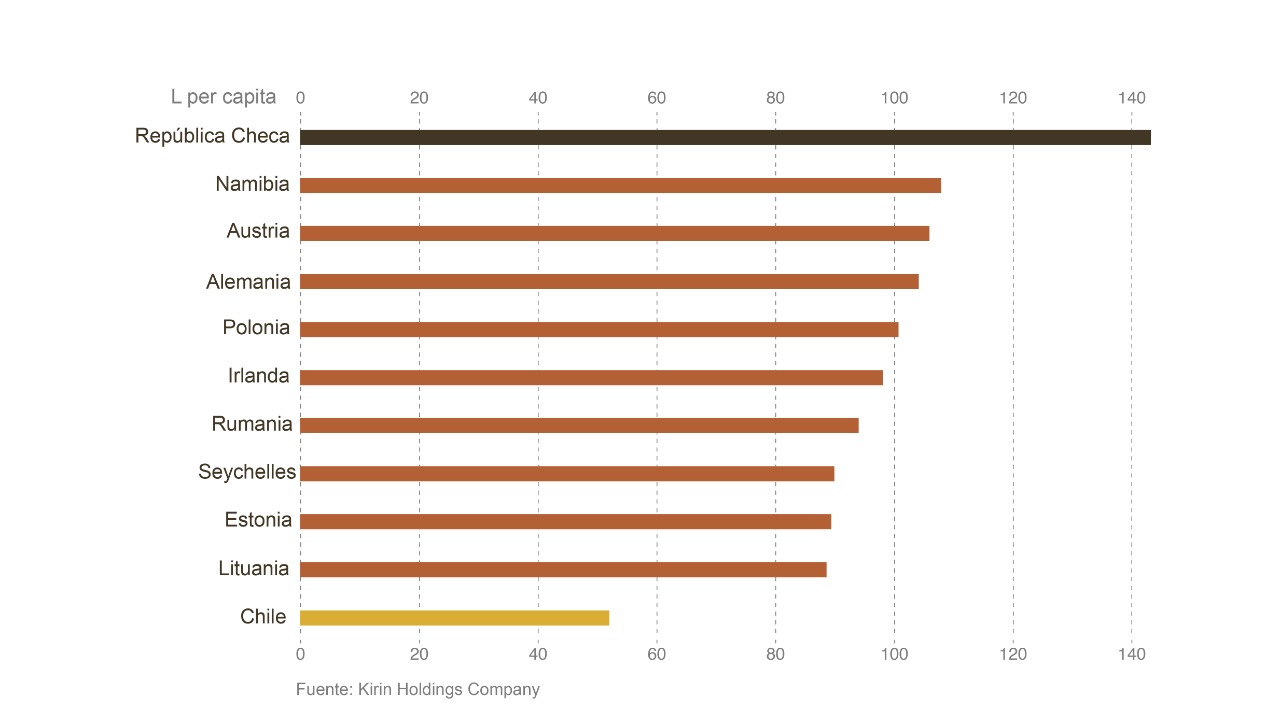 L per capita 0 20 40 60 80 100 120 140
República Checa
Namibia
Austria
Alemania
Polonia
Irlanda
Rumania
Seychelles
Estonia
Lituania
Chile
0 20 40 60 80 100 120 140
Fuente: Kirin Holdings Company